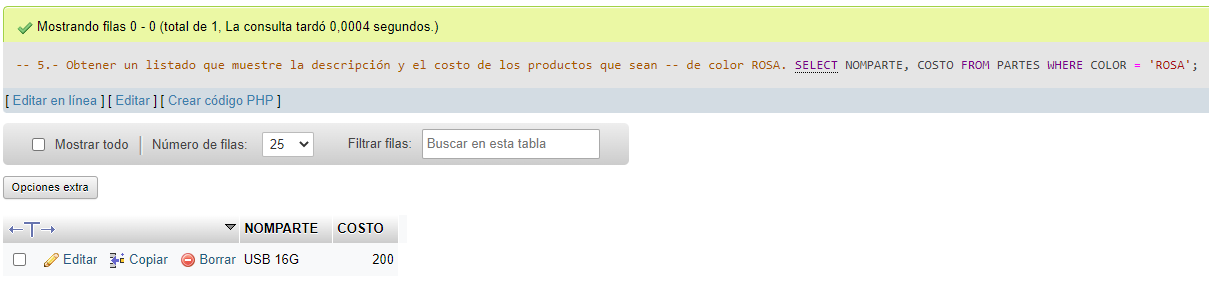 Mostrando filas 0 - 0 (total de 1, La consulta tardó 0,0004 segundos.)
-- 5.- Obtener un listado que muestre la descripción y el costo de los productos que sean -- de color ROSA. SELECT NOMPARTE, COSTO FROM PARTES WHERE COLOR = 'ROSA';
[ Editar en línea ] [ Editar ] [ Crear código PHP ]
Mostrar todo Número de filas: 25 Filtrar filas: Buscar en esta tabla
Opciones extra
←T→ NOMPARTE COSTO
Editar Copiar Borrar USB 16G 200